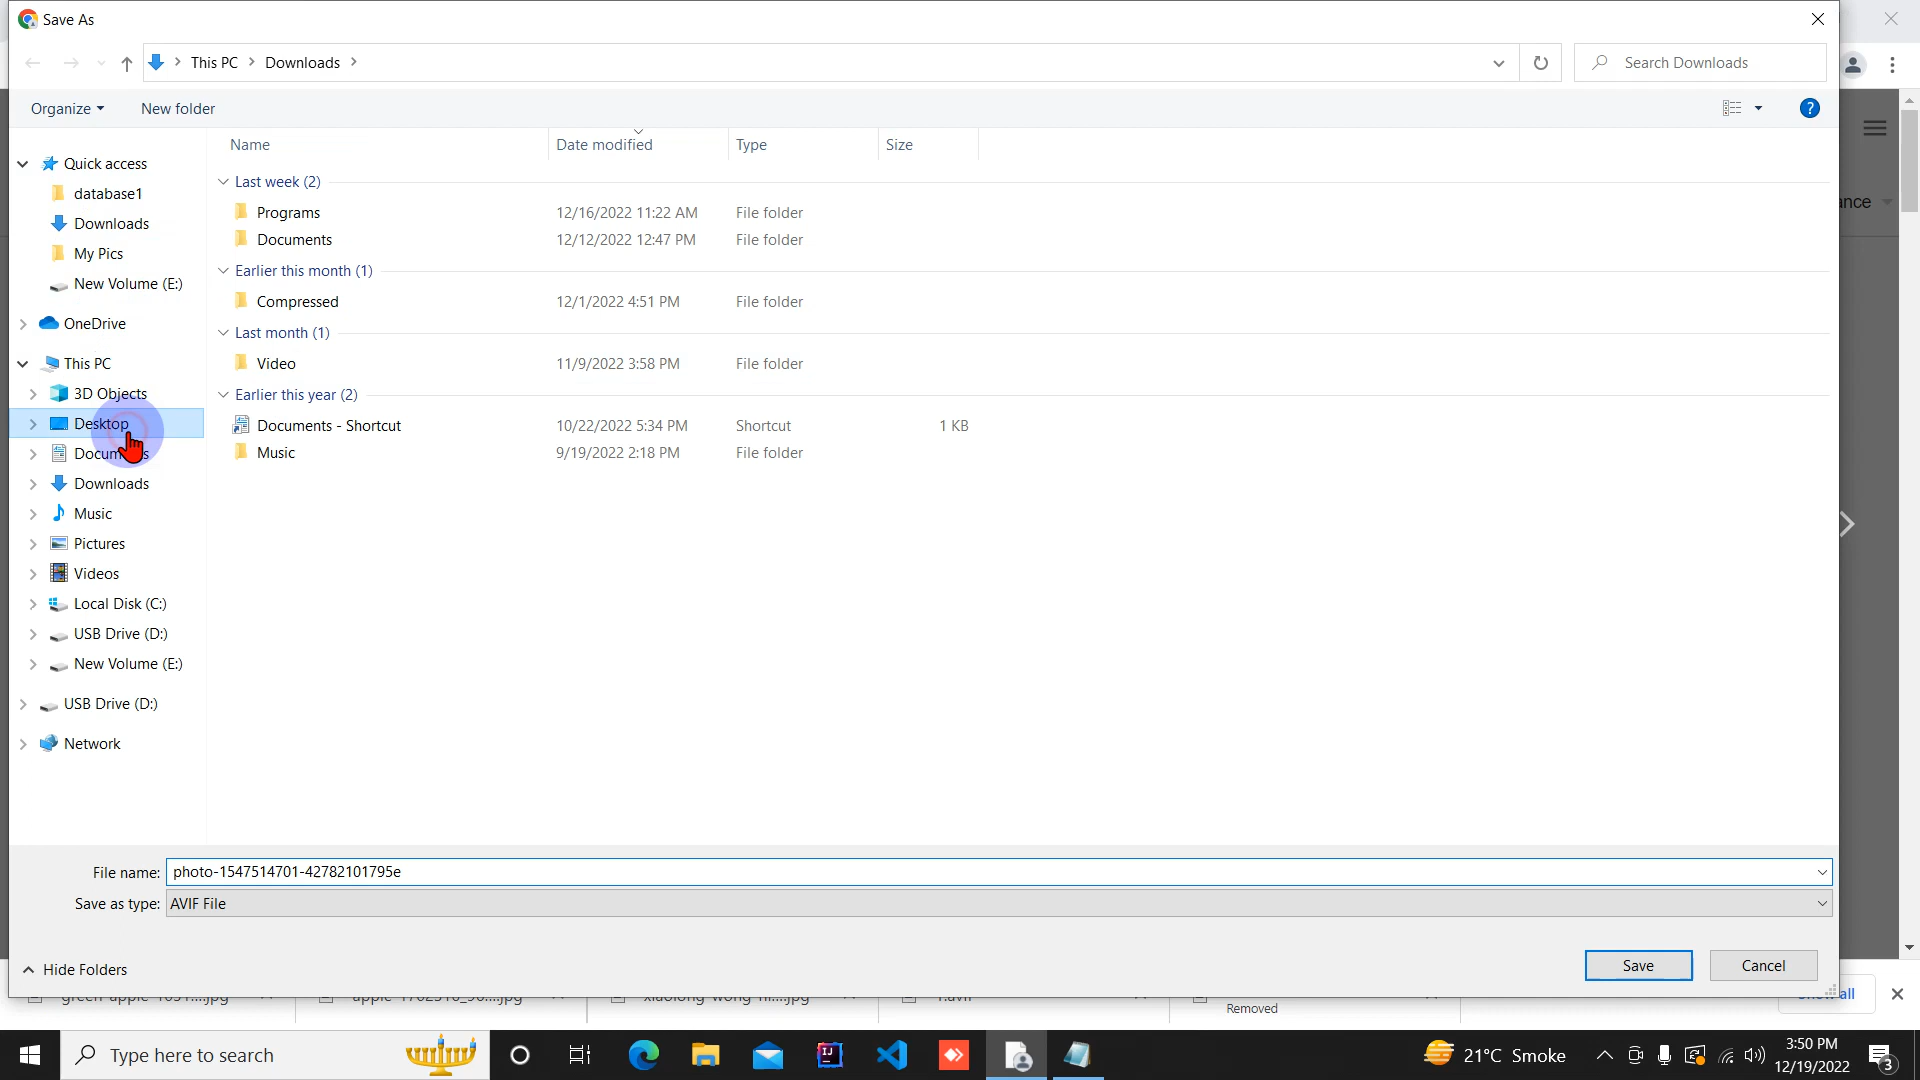 Save As
This PC > Downloads >
Search Downloads
Organize
New folder
?
Name
Date modified
Type
Size
Quick access
database1
Downloads
My Pics
New Volume (E:)
OneDrive
This PC
3D Objects
Desktop
Documents
Downloads
Music
Pictures
Videos
Local Disk (C:)
USB Drive (D:)
New Volume (E:)
USB Drive (D:)
Network
Last week (2)
Programs 12/16/2022 11:22 AM File folder
Documents 12/12/2022 12:47 PM File folder
Earlier this month (1)
Compressed 12/1/2022 4:51 PM File folder
Last month (1)
Video 11/9/2022 3:58 PM File folder
Earlier this year (2)
Documents - Shortcut 10/22/2022 5:34 PM Shortcut 1 KB
Music 9/19/2022 2:18 PM File folder
ance
File name: photo-1547514701-42782101795e
Save as type: AVIF File
Hide Folders
Save
Cancel
Removed
Show all
Type here to search
IJ
21°C Smoke
3:50 PM
12/19/2022
3